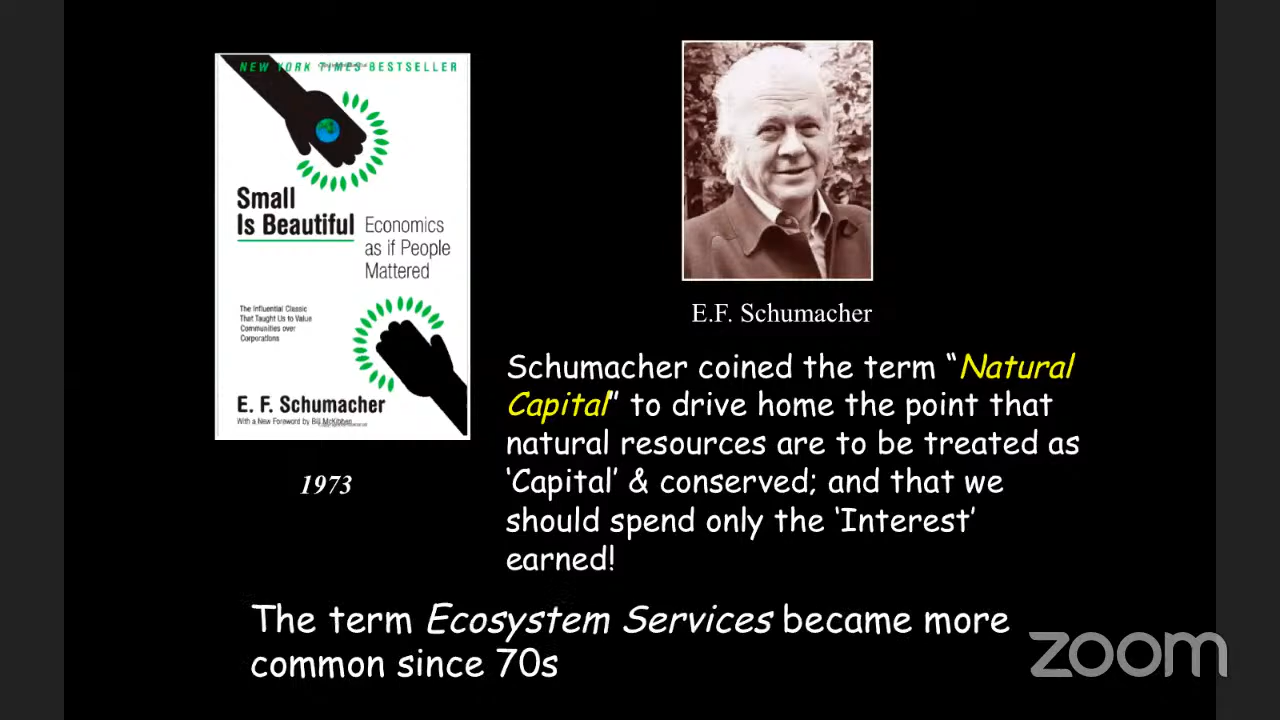 NEW YORK TIMES BESTSELLER
Small
Is Beautiful
Economics
as if People
Mattered
The Influential Classic
That Taught Us to Value
Communities over
Corporations
E. F. Schumacher
With a New Foreword by Bill McKibben
1973
E.F. Schumacher
Schumacher coined the term “Natural
Capital” to drive home the point that
natural resources are to be treated as
‘Capital’ & conserved; and that we
should spend only the ‘Interest’
earned!
The term Ecosystem Services became more
common since 70s
zoom